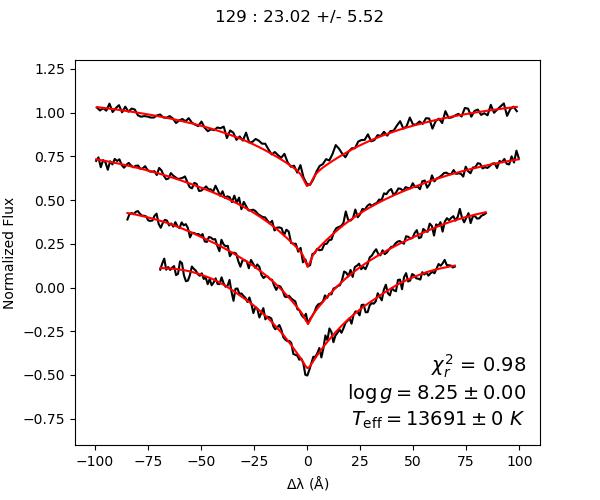 129 : 23.02 +/- 5.52
1.25
1.00
0.75
0.50
0.25
0.00
−0.25
−0.50
−0.75
Normalized Flux
χ²ᵣ = 0.98
log g = 8.25 ± 0.00
T_eff = 13691 ± 0 K
−100 −75 −50 −25 0 25 50 75 100
Δλ (Å)